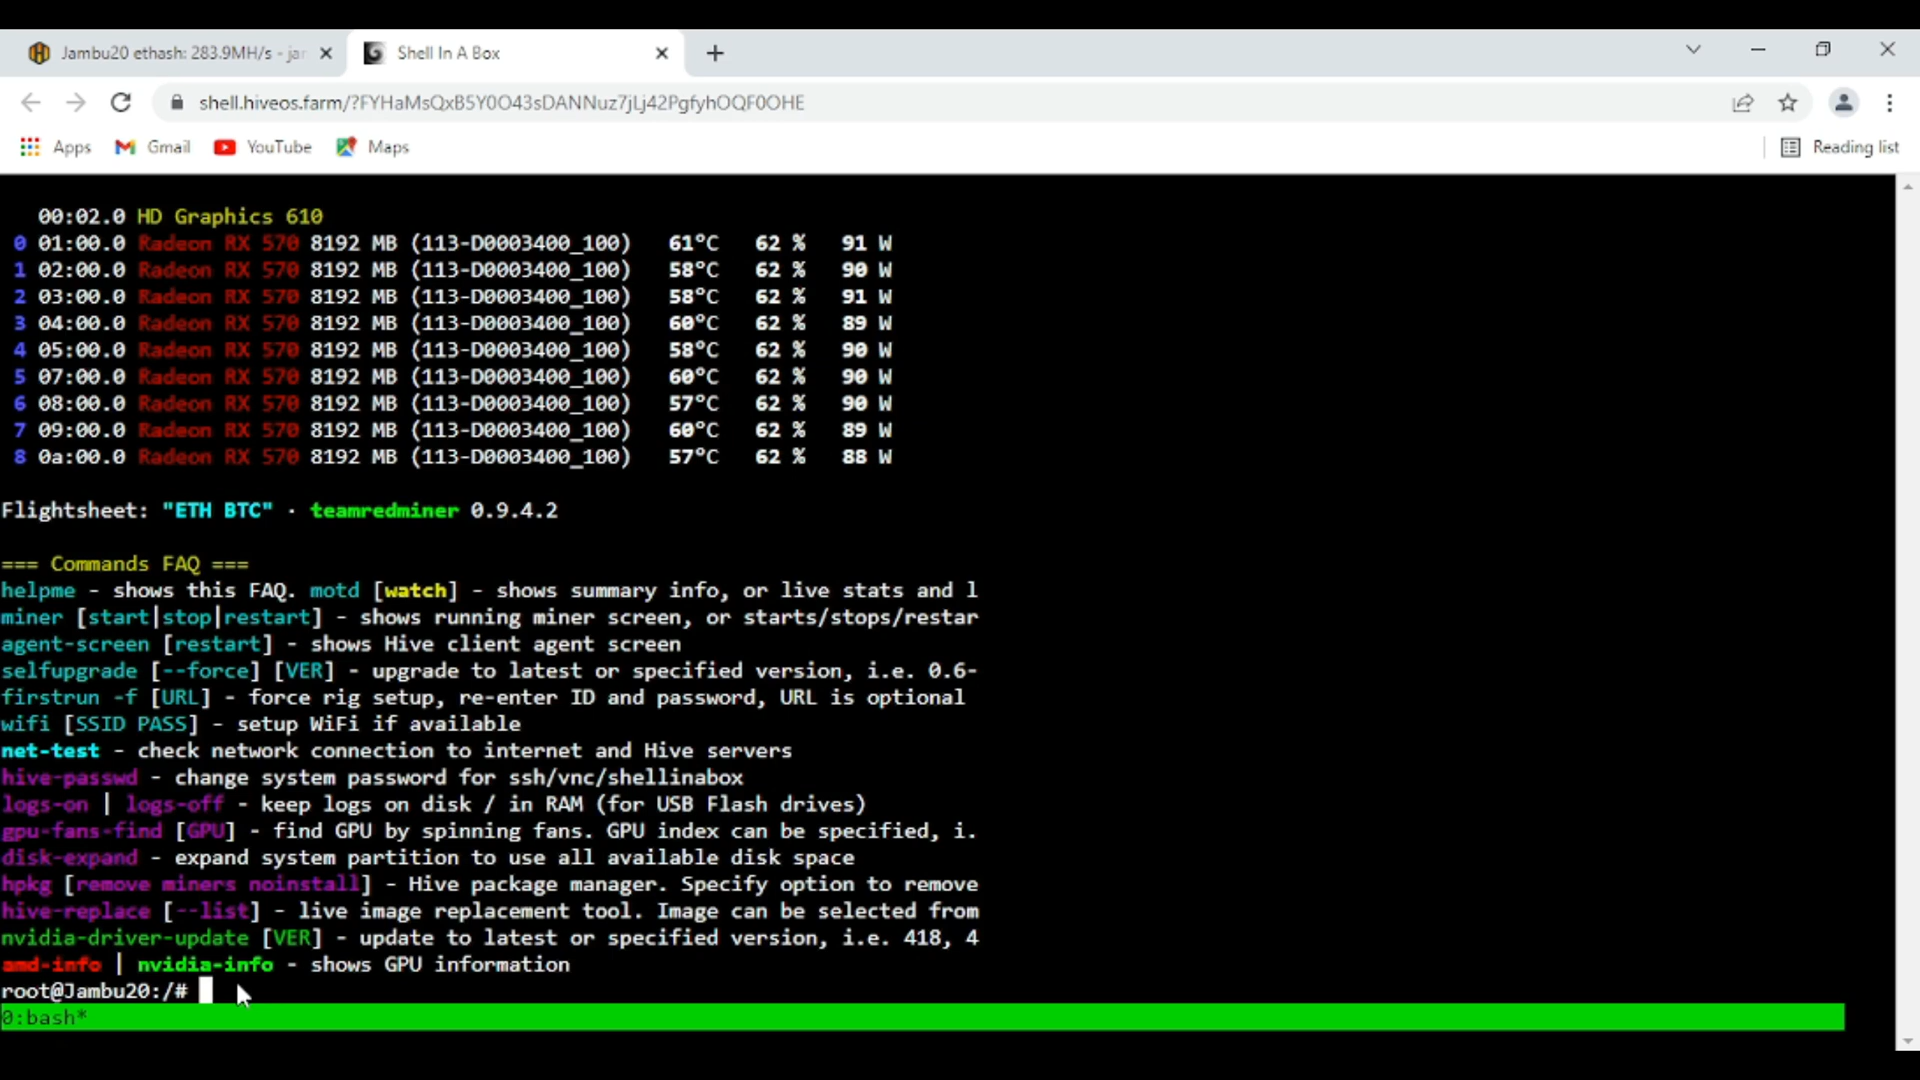 Jambu20 ethash: 283.9MH/s - jar
Shell In A Box
shell.hiveos.farm/?FYHaMsQxB5Y0O43sDANNuz7jLj42PgfyhOQF0OHE
Apps Gmail YouTube Maps Reading list
00:02.0 HD Graphics 610
0 01:00.0 Radeon RX 570 8192 MB (113-D0003400_100) 61°C 62 % 91 W
1 02:00.0 Radeon RX 570 8192 MB (113-D0003400_100) 58°C 62 % 90 W
2 03:00.0 Radeon RX 570 8192 MB (113-D0003400_100) 58°C 62 % 91 W
3 04:00.0 Radeon RX 570 8192 MB (113-D0003400_100) 60°C 62 % 89 W
4 05:00.0 Radeon RX 570 8192 MB (113-D0003400_100) 58°C 62 % 90 W
5 07:00.0 Radeon RX 570 8192 MB (113-D0003400_100) 60°C 62 % 90 W
6 08:00.0 Radeon RX 570 8192 MB (113-D0003400_100) 57°C 62 % 90 W
7 09:00.0 Radeon RX 570 8192 MB (113-D0003400_100) 60°C 62 % 89 W
8 0a:00.0 Radeon RX 570 8192 MB (113-D0003400_100) 57°C 62 % 88 W
Flightsheet: "ETH BTC" · teamredminer 0.9.4.2
=== Commands FAQ ===
helpme - shows this FAQ. motd [watch] - shows summary info, or live stats and l
miner [start|stop|restart] - shows running miner screen, or starts/stops/restar
agent-screen [restart] - shows Hive client agent screen
selfupgrade [--force] [VER] - upgrade to latest or specified version, i.e. 0.6-
firstrun -f [URL] - force rig setup, re-enter ID and password, URL is optional
wifi [SSID PASS] - setup WiFi if available
net-test - check network connection to internet and Hive servers
hive-passwd - change system password for ssh/vnc/shellinabox
logs-on | logs-off - keep logs on disk / in RAM (for USB Flash drives)
gpu-fans-find [GPU] - find GPU by spinning fans. GPU index can be specified, i.
disk-expand - expand system partition to use all available disk space
hpkg [remove miners noinstall] - Hive package manager. Specify option to remove
hive-replace [--list] - live image replacement tool. Image can be selected from
nvidia-driver-update [VER] - update to latest or specified version, i.e. 418, 4
amd-info | nvidia-info - shows GPU information
root@Jambu20:/#
0:bash*